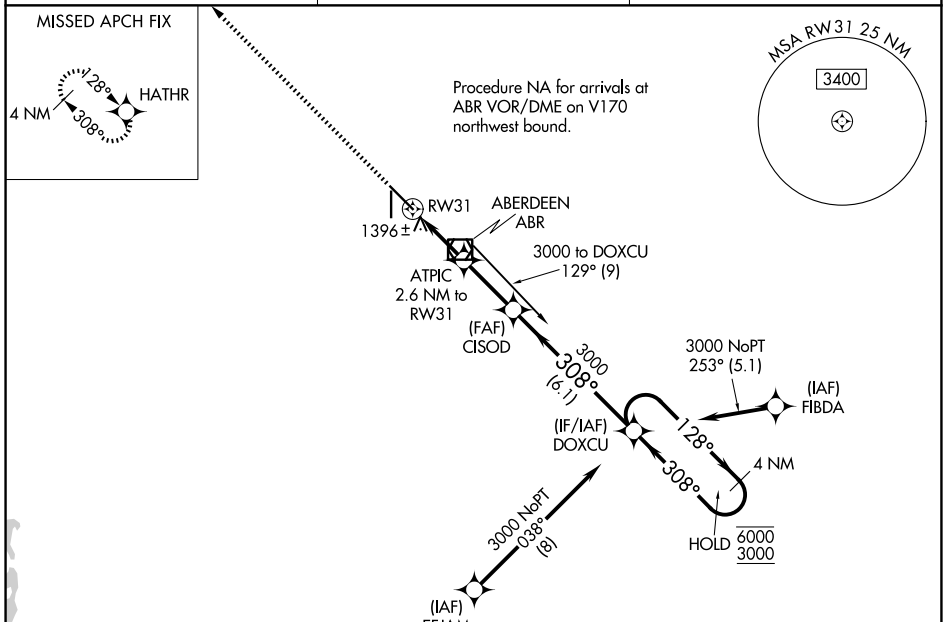 MISSED APCH FIX
128°
HATHR
4 NM
308°
Procedure NA for arrivals at
ABR VOR/DME on V170
northwest bound.
MSA RW31 25 NM
3400
RW31
1396±
ABERDEEN
ABR
3000 to DOXCU
129° (9)
ATPIC
2.6 NM to
RW31
(FAF)
CISOD
3000
308°
(6.1)
3000 NoPT
253° (5.1)
(IAF)
FIBDA
(IF/IAF)
DOXCU
128°
308°
4 NM
HOLD
6000
3000
3000 NoPT
038°
(8)
(IAF)